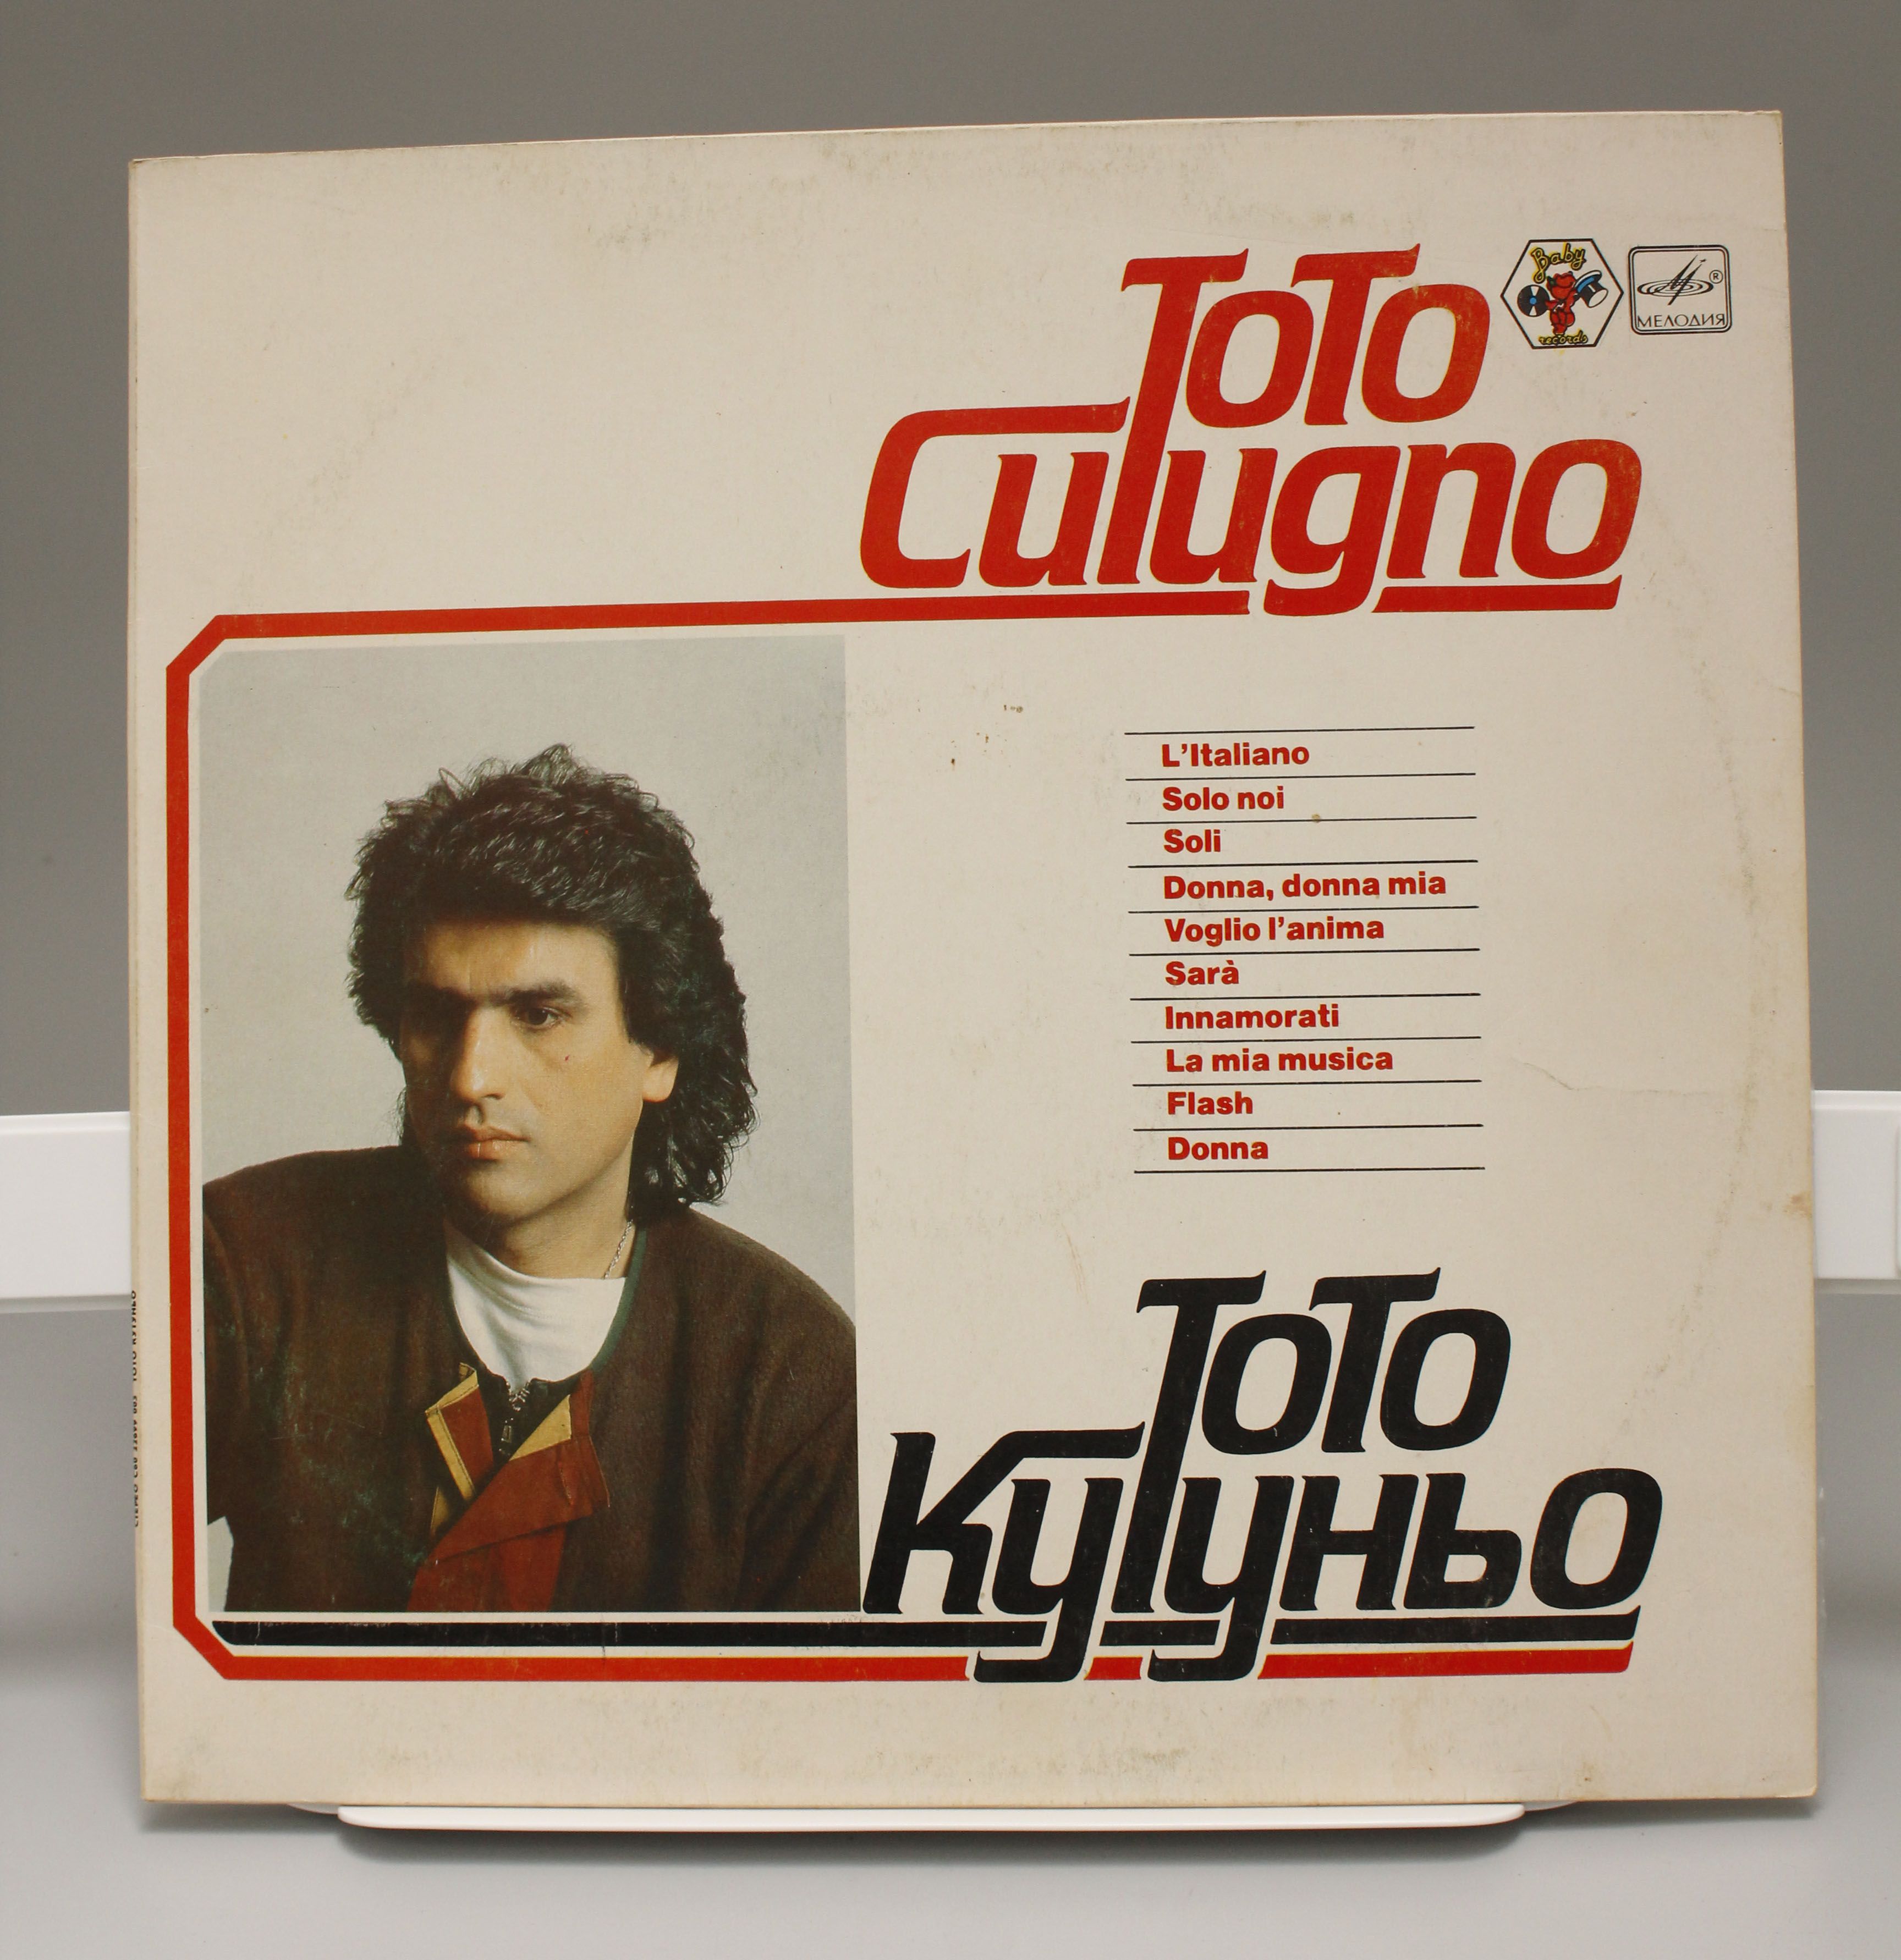 Toto
Cutugno
Baby
records
МЕЛОДИЯ
®
L'Italiano
Solo noi
Soli
Donna, donna mia
Voglio l'anima
Sarà
Innamorati
La mia musica
Flash
Donna
Тото
Кутуньо